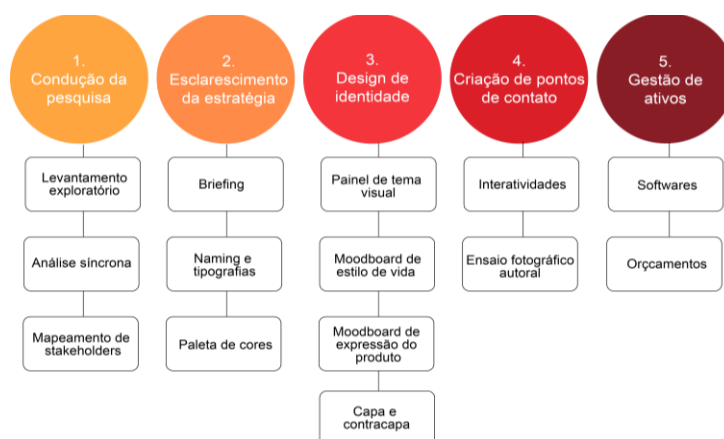 1.
Condução da
pesquisa
2.
Esclarescimento
da estratégia
3.
Design de
identidade
4.
Criação de pontos
de contato
5.
Gestão de
ativos
Levantamento
exploratório
Análise síncrona
Mapeamento de
stakeholders
Briefing
Naming e
tipografias
Paleta de cores
Painel de tema
visual
Moodboard de
estilo de vida
Moodboard de
expressão do
produto
Capa e
contracapa
Interatividades
Ensaio fotográfico
autoral
Softwares
Orçcamentos